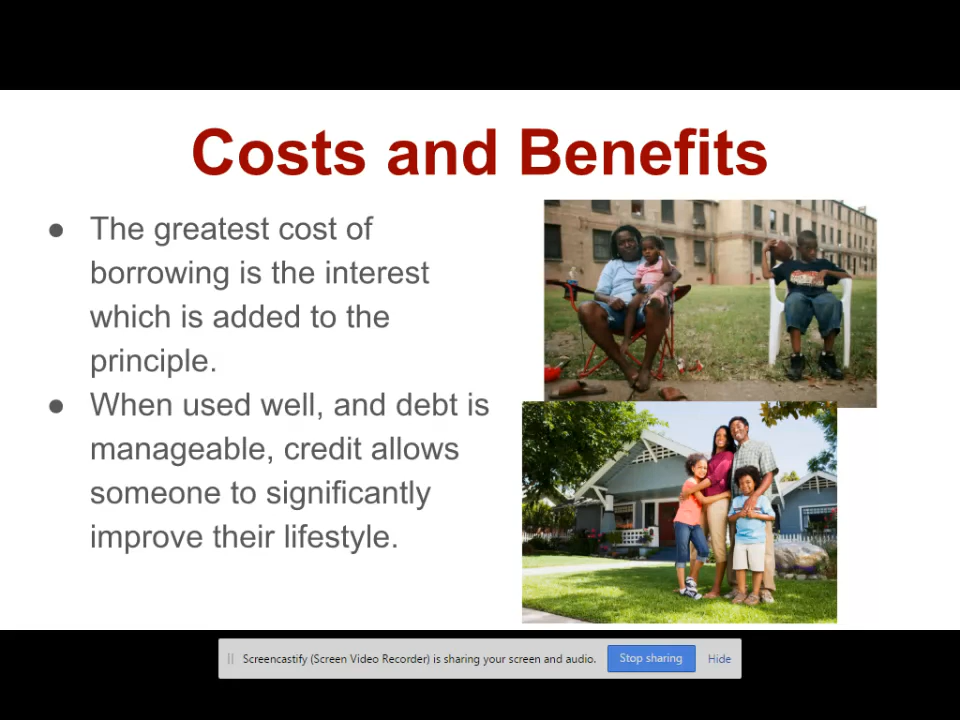 Costs and Benefits
● The greatest cost of
borrowing is the interest
which is added to the
principle.
● When used well, and debt is
manageable, credit allows
someone to significantly
improve their lifestyle.
Screencastify (Screen Video Recorder) is sharing your screen and audio. Stop sharing Hide